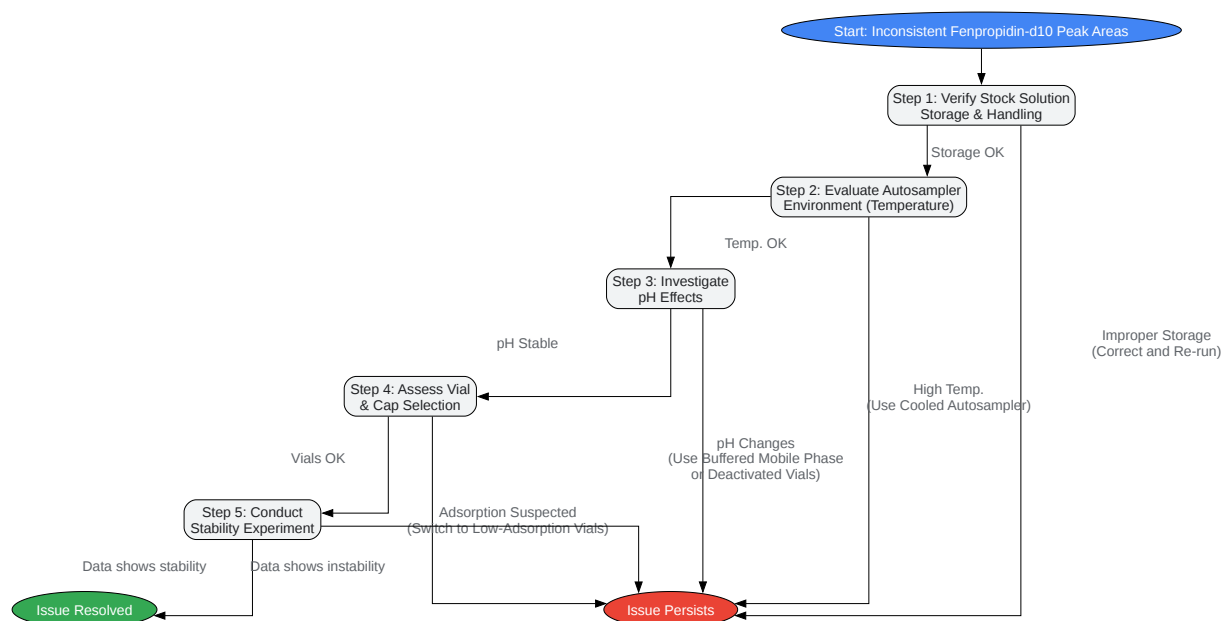 Start: Inconsistent Fenpropidin-d10 Peak Areas
Step 1: Verify Stock Solution
Storage & Handling
Storage OK
Step 2: Evaluate Autosampler
Environment (Temperature)
Temp. OK
Step 3: Investigate
pH Effects
Improper Storage
(Correct and Re-run)
pH Stable
Step 4: Assess Vial
& Cap Selection
High Temp.
(Use Cooled Autosampler)
pH Changes
(Use Buffered Mobile Phase
or Deactivated Vials)
Vials OK
Step 5: Conduct
Stability Experiment
Adsorption Suspected
(Switch to Low-Adsorption Vials)
Data shows stability
Data shows instability
Issue Resolved
Issue Persists